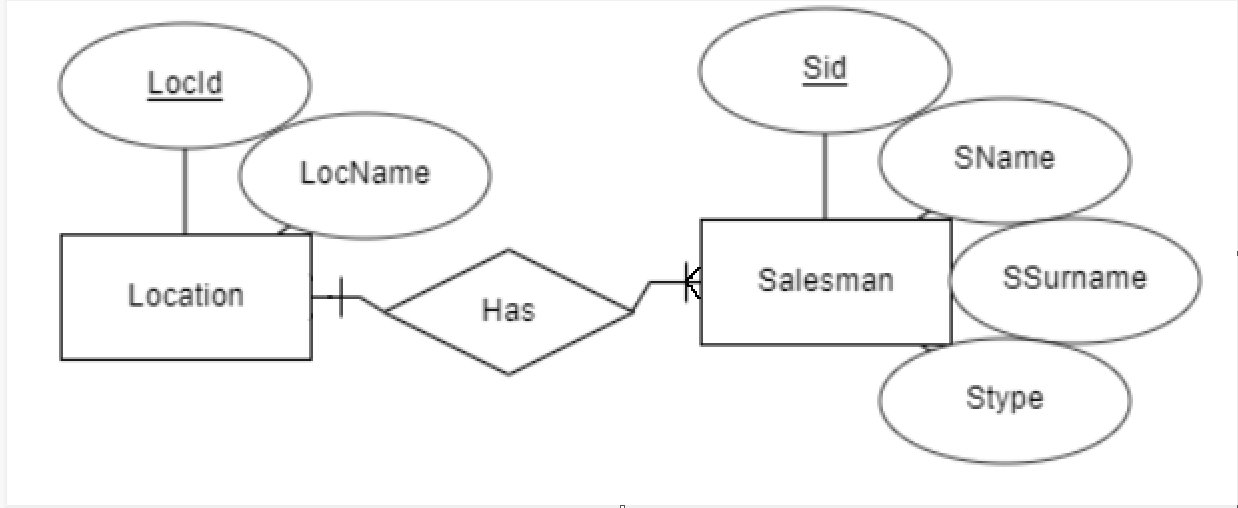 LocId
LocName
Location
Has
Sid
SName
SSurname
Salesman
Stype